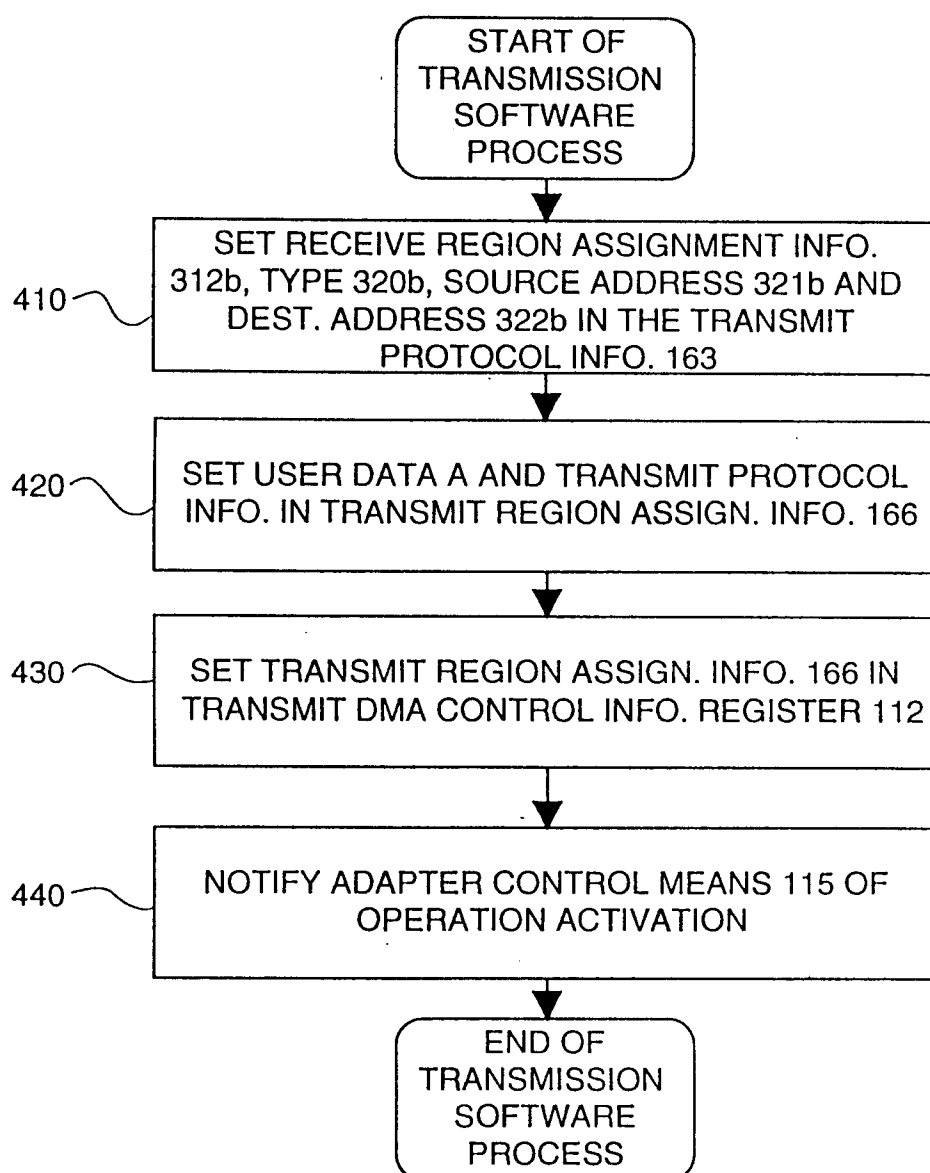 START OF
TRANSMISSION
SOFTWARE
PROCESS
410
SET RECEIVE REGION ASSIGNMENT INFO.
312b, TYPE 320b, SOURCE ADDRESS 321b AND
DEST. ADDRESS 322b IN THE TRANSMIT
PROTOCOL INFO. 163
420
SET USER DATA A AND TRANSMIT PROTOCOL
INFO. IN TRANSMIT REGION ASSIGN. INFO. 166
430
SET TRANSMIT REGION ASSIGN. INFO. 166 IN
TRANSMIT DMA CONTROL INFO. REGISTER 112
440
NOTIFY ADAPTER CONTROL MEANS 115 OF
OPERATION ACTIVATION
END OF
TRANSMISSION
SOFTWARE
PROCESS